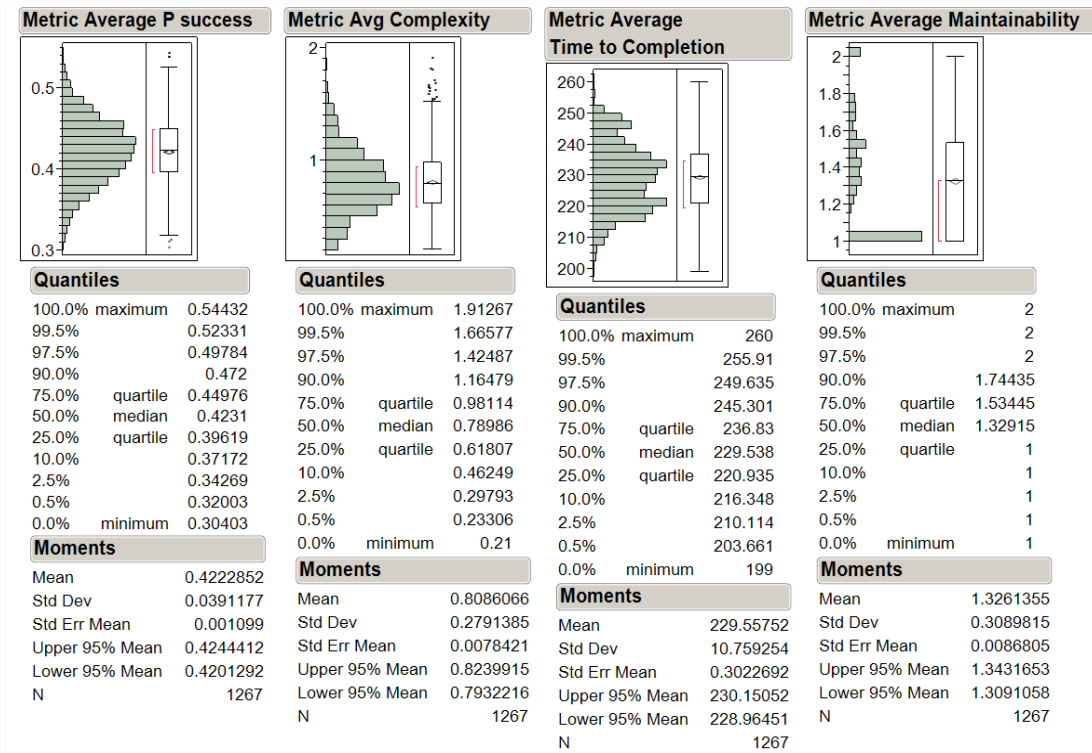 Metric Average P success
0.5
0.4
0.3
Quantiles
100.0% maximum 0.54432
99.5% 0.52331
97.5% 0.49784
90.0% 0.472
75.0% quartile 0.44976
50.0% median 0.4231
25.0% quartile 0.39619
10.0% 0.37172
2.5% 0.34269
0.5% 0.32003
0.0% minimum 0.30403
Moments
Mean 0.4222852
Std Dev 0.0391177
Std Err Mean 0.001099
Upper 95% Mean 0.4244412
Lower 95% Mean 0.4201292
N 1267
Metric Avg Complexity
2
1
Quantiles
100.0% maximum 1.91267
99.5% 1.66577
97.5% 1.42487
90.0% 1.16479
75.0% quartile 0.98114
50.0% median 0.78986
25.0% quartile 0.61807
10.0% 0.46249
2.5% 0.29793
0.5% 0.23306
0.0% minimum 0.21
Moments
Mean 0.8086066
Std Dev 0.2791385
Std Err Mean 0.0078421
Upper 95% Mean 0.8239915
Lower 95% Mean 0.7932216
N 1267
Metric Average
Time to Completion
260
250
240
230
220
210
200
Quantiles
100.0% maximum 260
99.5% 255.91
97.5% 249.635
90.0% 245.301
75.0% quartile 236.83
50.0% median 229.538
25.0% quartile 220.935
10.0% 216.348
2.5% 210.114
0.5% 203.661
0.0% minimum 199
Moments
Mean 229.55752
Std Dev 10.759254
Std Err Mean 0.3022692
Upper 95% Mean 230.15052
Lower 95% Mean 228.96451
N 1267
Metric Average Maintainability
2
1.8
1.6
1.4
1.2
1
Quantiles
100.0% maximum 2
99.5% 2
97.5% 2
90.0% 1.74435
75.0% quartile 1.53445
50.0% median 1.32915
25.0% quartile 1
10.0% 1
2.5% 1
0.5% 1
0.0% minimum 1
Moments
Mean 1.3261355
Std Dev 0.3089815
Std Err Mean 0.0086805
Upper 95% Mean 1.3431653
Lower 95% Mean 1.3091058
N 1267